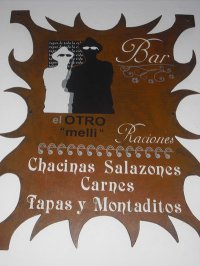 Bar
el OTRO
"melli"
Raciones
Chacinas Salazones
Carnes
Tapas y Montaditos